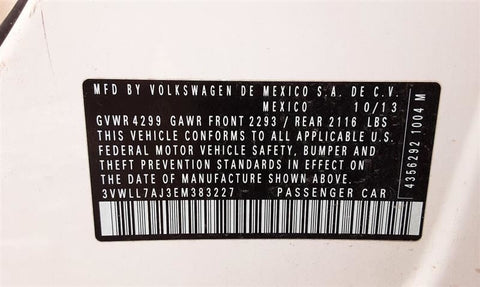 MFD BY VOLKSWAGEN DE MEXICO S.A. DE C.V.
MEXICO 10/13
GVWR 4299 GAWR FRONT 2293 / REAR 2116 LBS
THIS VEHICLE CONFORMS TO ALL APPLICABLE U.S.
FEDERAL MOTOR VEHICLE SAFETY, BUMPER AND
THEFT PREVENTION STANDARDS IN EFFECT ON THE
DATE OF MANUFACTURE SHOWN ABOVE.
3VWLL7AJ3EM383227 PASSENGER CAR
4356292 1004 M